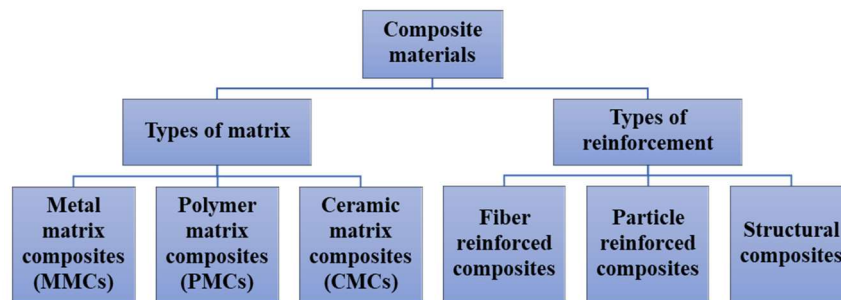 Composite
materials
Types of matrix
Types of
reinforcement
Metal
matrix
composites
(MMCs)
Polymer
matrix
composites
(PMCs)
Ceramic
matrix
composites
(CMCs)
Fiber
reinforced
composites
Particle
reinforced
composites
Structural
composites